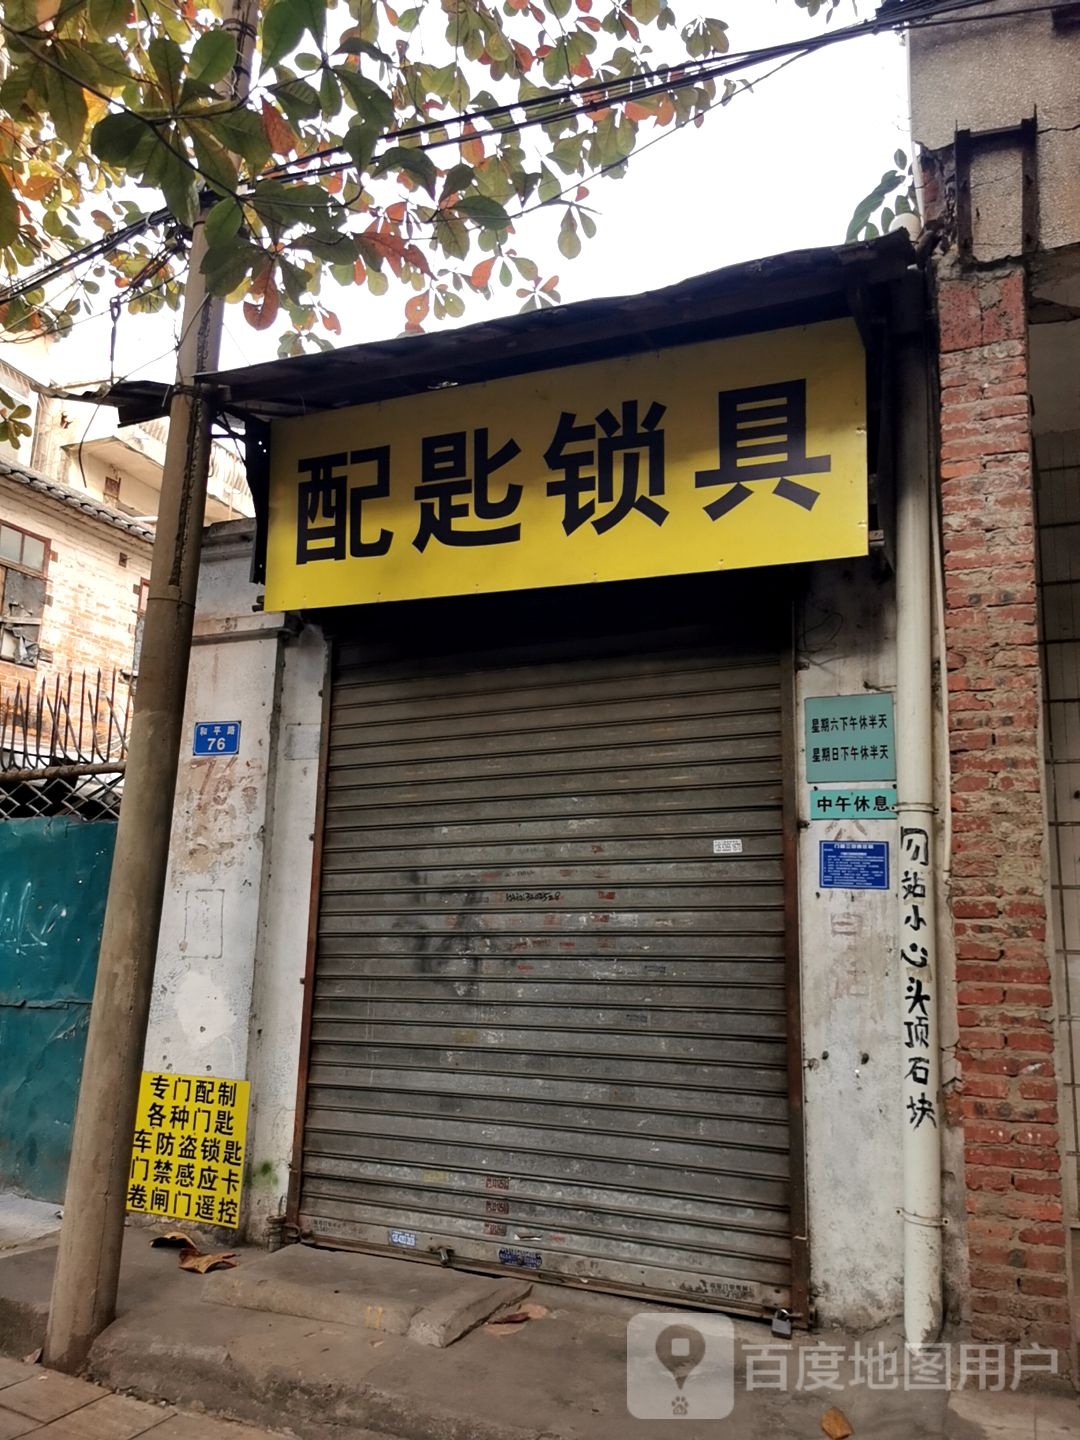 配匙锁具
和平路
76
星期六下午休半天
星期日下午休半天
中午休息
勿站小心头顶石块
专门配制
各种门匙
车防盗锁匙
门禁感应卡
卷闸门遥控
百度地图用户